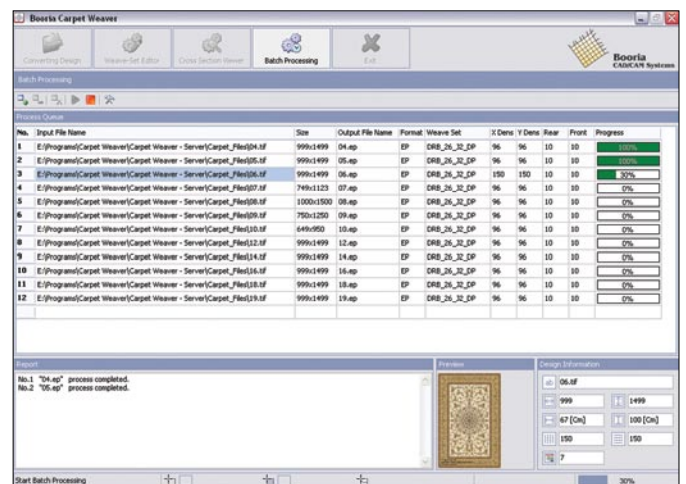 Booria Carpet Weaver
Converting Design Weave-Set Editor Cross Section Viewer Batch Processing Exit
Booria
CAD/CAM Systems
Batch Processing
Process Queue
No. Input File Name Size Output File Name Format Weave Set X Dens Y Dens Rear Front Progress
1 E:\Programs\Carpet Weaver\Carpet Weaver - Server\Carpet_Files\04.tif 999x1499 04.ep EP DRB_26_32_DP 96 96 10 10 100%
2 E:\Programs\Carpet Weaver\Carpet Weaver - Server\Carpet_Files\05.tif 999x1499 05.ep EP DRB_26_32_DP 96 96 10 10 100%
3 E:\Programs\Carpet Weaver\Carpet Weaver - Server\Carpet_Files\06.tif 999x1499 06.ep EP DRB_26_32_DP 150 150 10 10 30%
4 E:\Programs\Carpet Weaver\Carpet Weaver - Server\Carpet_Files\07.tif 749x1123 07.ep EP DRB_26_32_DP 96 96 10 10 0%
5 E:\Programs\Carpet Weaver\Carpet Weaver - Server\Carpet_Files\08.tif 1000x1500 08.ep EP DRB_26_32_DP 96 96 10 10 0%
6 E:\Programs\Carpet Weaver\Carpet Weaver - Server\Carpet_Files\09.tif 750x1250 09.ep EP DRB_26_32_DP 96 96 10 10 0%
7 E:\Programs\Carpet Weaver\Carpet Weaver - Server\Carpet_Files\10.tif 649x950 10.ep EP DRB_26_32_DP 96 96 10 10 0%
8 E:\Programs\Carpet Weaver\Carpet Weaver - Server\Carpet_Files\12.tif 999x1499 12.ep EP DRB_26_32_DP 96 96 10 10 0%
9 E:\Programs\Carpet Weaver\Carpet Weaver - Server\Carpet_Files\14.tif 999x1499 14.ep EP DRB_26_32_DP 96 96 10 10 0%
10 E:\Programs\Carpet Weaver\Carpet Weaver - Server\Carpet_Files\16.tif 999x1499 16.ep EP DRB_26_32_DP 96 96 10 10 0%
11 E:\Programs\Carpet Weaver\Carpet Weaver - Server\Carpet_Files\18.tif 999x1499 18.ep EP DRB_26_32_DP 96 96 10 10 0%
12 E:\Programs\Carpet Weaver\Carpet Weaver - Server\Carpet_Files\19.tif 999x1499 19.ep EP DRB_26_32_DP 96 96 10 10 0%
Report Preview Design Information
No.1 "04.ep" process completed.
No.2 "05.ep" process completed.
ab 06.tif
999 1499
67 [Cm] 100 [Cm]
150 150
7
Start Batch Processing 30%